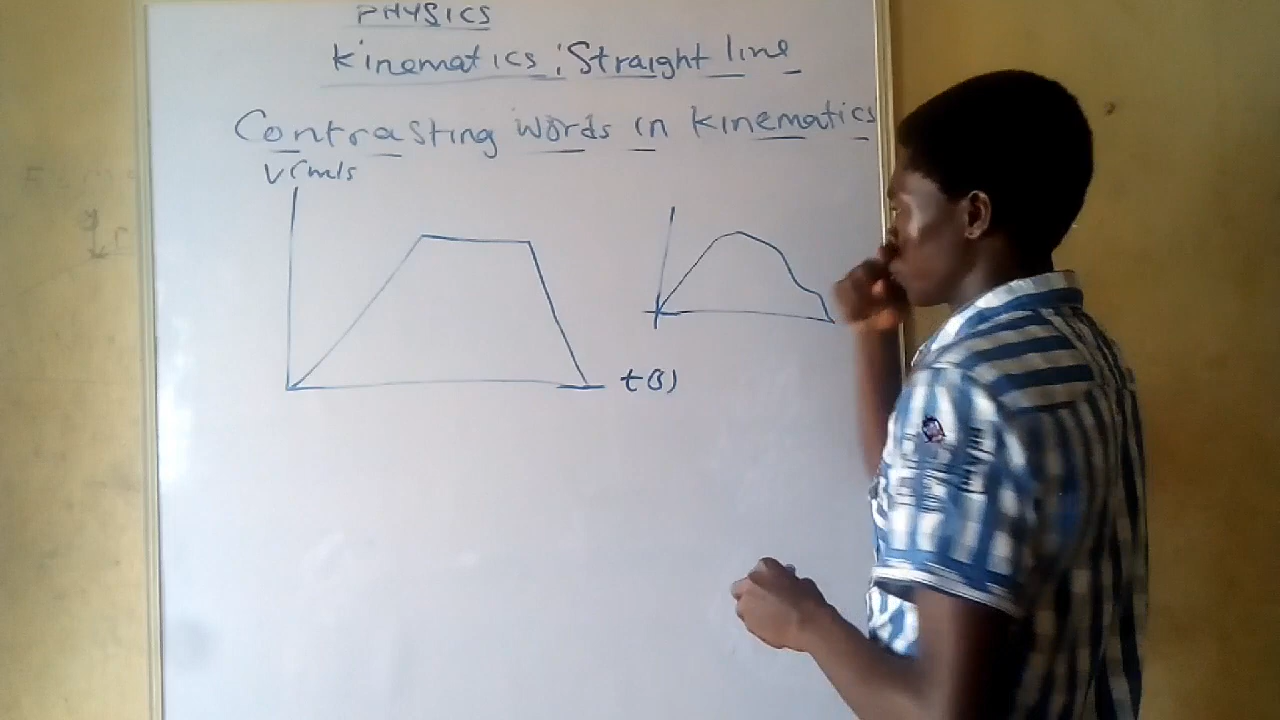 PHYSICS
Kinematics : Straight line
Contrasting words in kinematics
V(m/s
t(s)